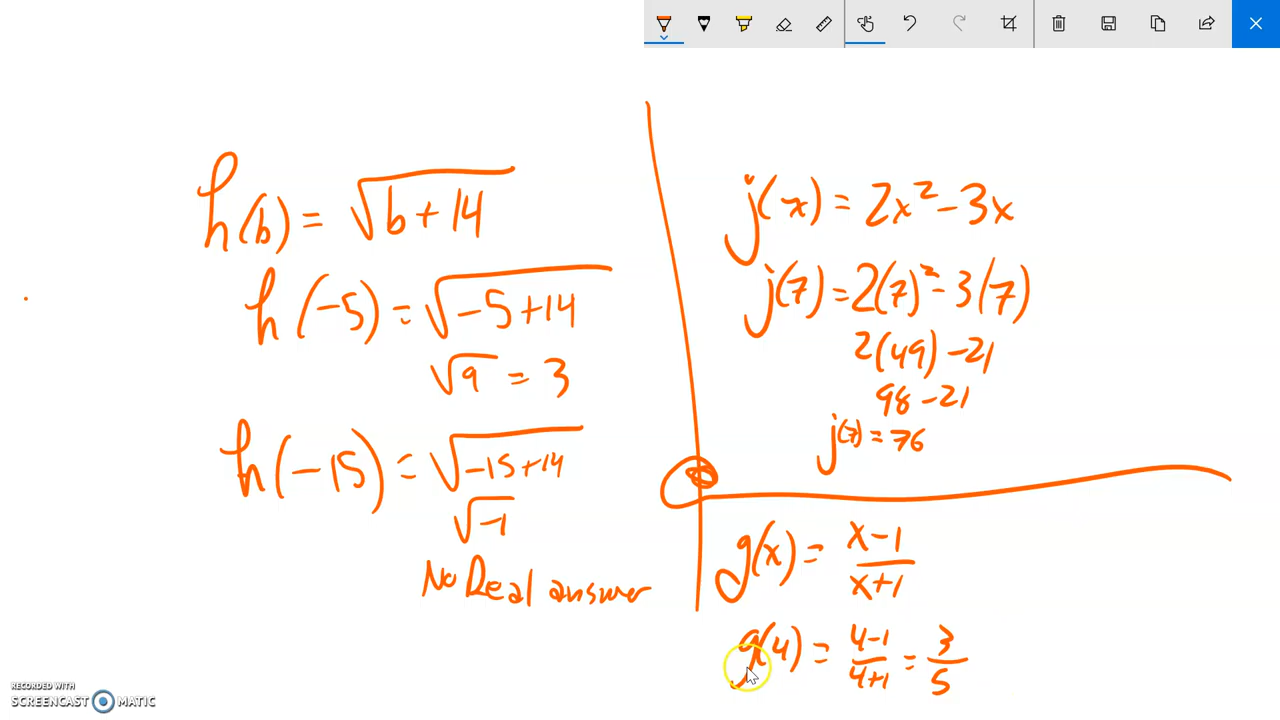 h(b) = √b+14
h(-5) = √-5+14
√9 = 3
h(-15) = √-15+14
√-1
No Real answer
j(x) = 2x²-3x
j(7) = 2(7)²-3(7)
2(49)-21
98-21
j(7) = 76
g(x) = x-1/x+1
g(4) = 4-1/4+1 = 3/5
RECORDED WITH
SCREENCAST MATIC